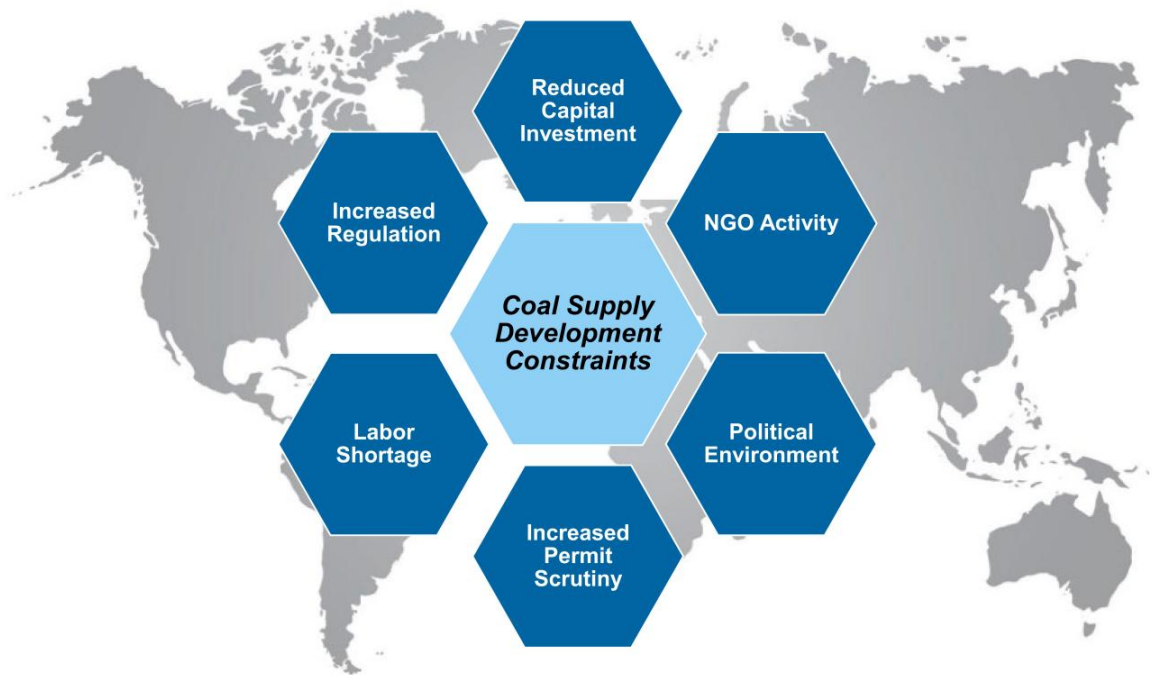 Reduced
Capital
Investment
Increased
Regulation
NGO Activity
Coal Supply
Development
Constraints
Labor
Shortage
Political
Environment
Increased
Permit
Scrutiny